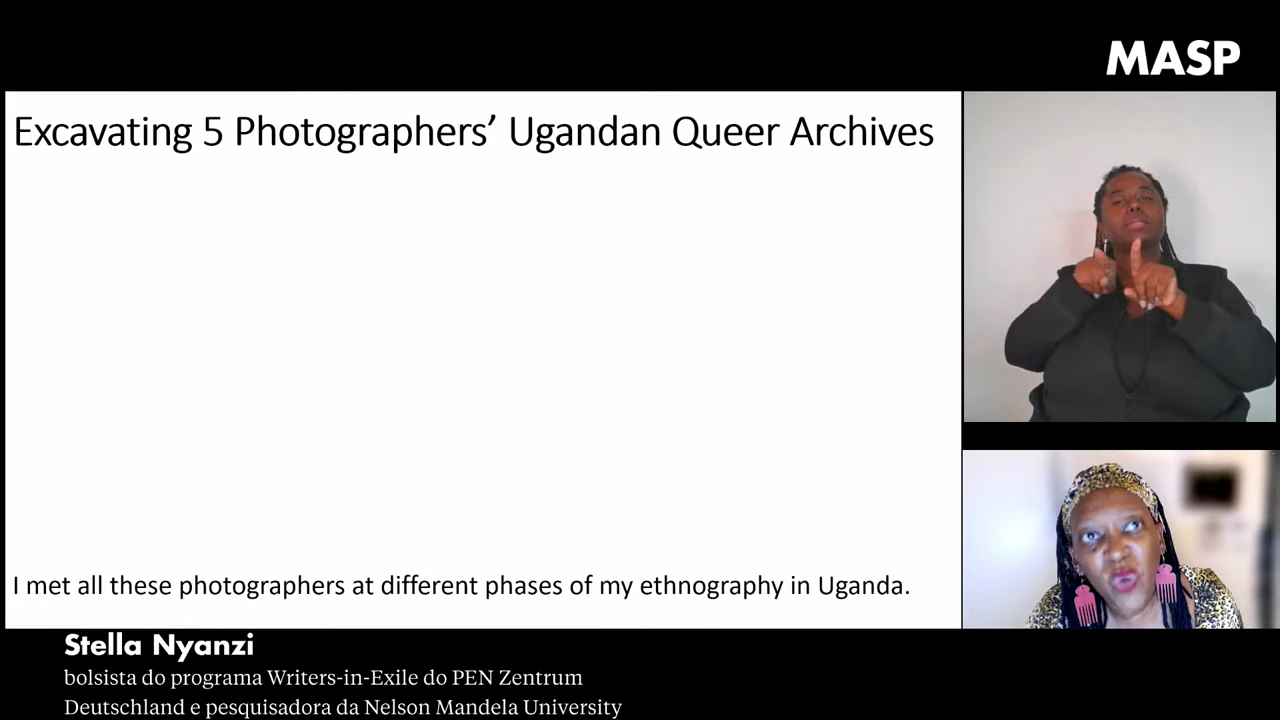 MASP
Excavating 5 Photographers’ Ugandan Queer Archives
I met all these photographers at different phases of my ethnography in Uganda.
Stella Nyanzi
bolsista do programa Writers-in-Exile do PEN Zentrum
Deutschland e pesquisadora da Nelson Mandela University